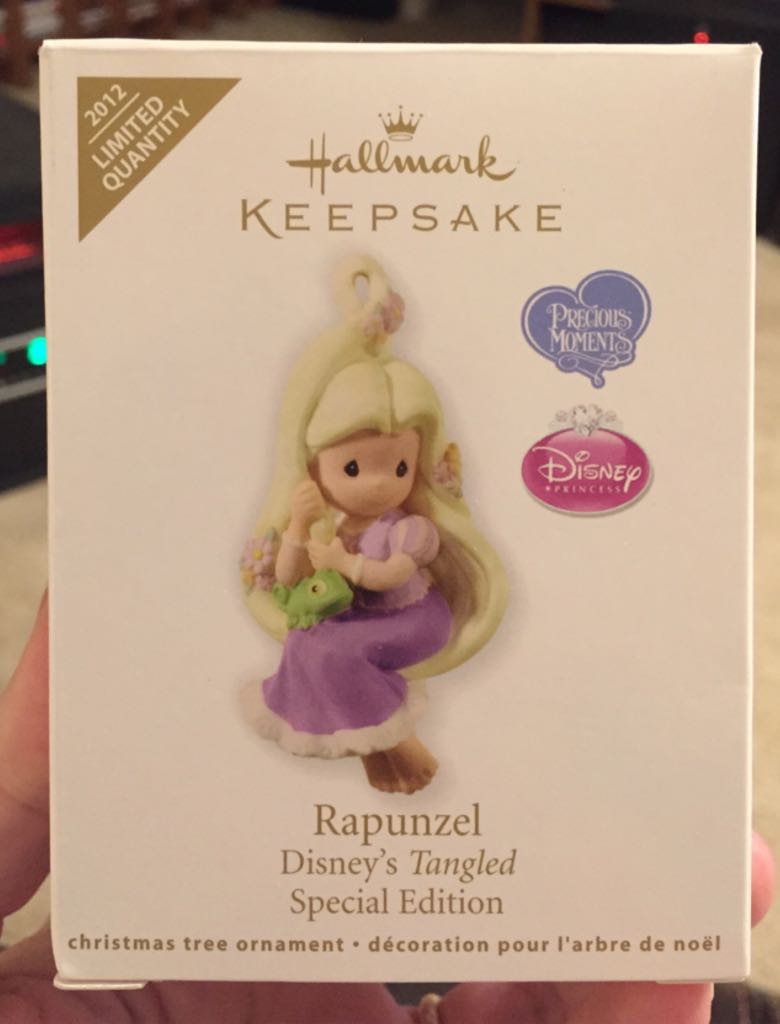 2012
LIMITED
QUANTITY
Hallmark
KEEPSAKE
PRECIOUS
MOMENTS
DISNEY
PRINCESS
Rapunzel
Disney's Tangled
Special Edition
christmas tree ornament • décoration pour l'arbre de noël